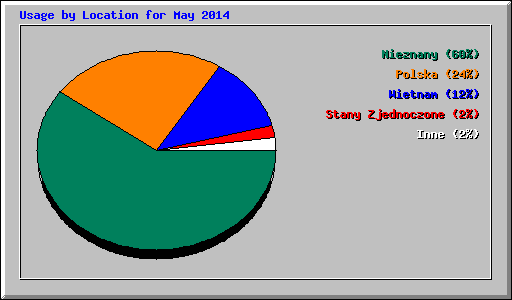 Usage by Location for May 2014
Nieznany (60%)
Polska (24%)
Wietnam (12%)
Stany Zjednoczone (2%)
Inne (2%)